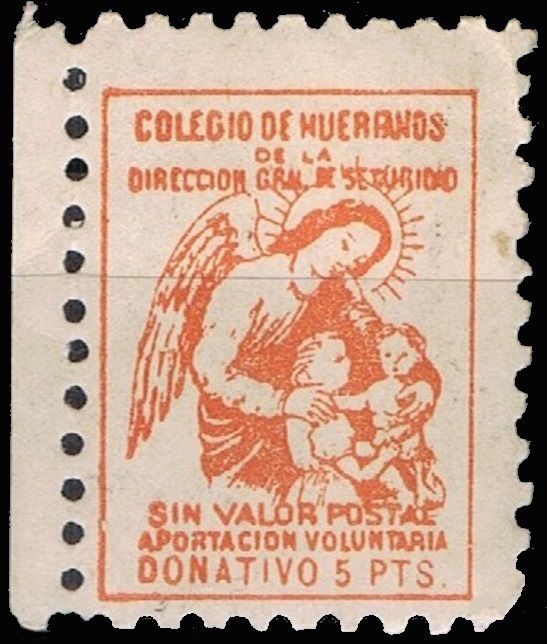 COLEGIO DE HUERFANOS
DE LA
DIRECCION GRAL DE SEGURIDAD
SIN VALOR POSTAL
APORTACION VOLUNTARIA
DONATIVO 5 PTS.